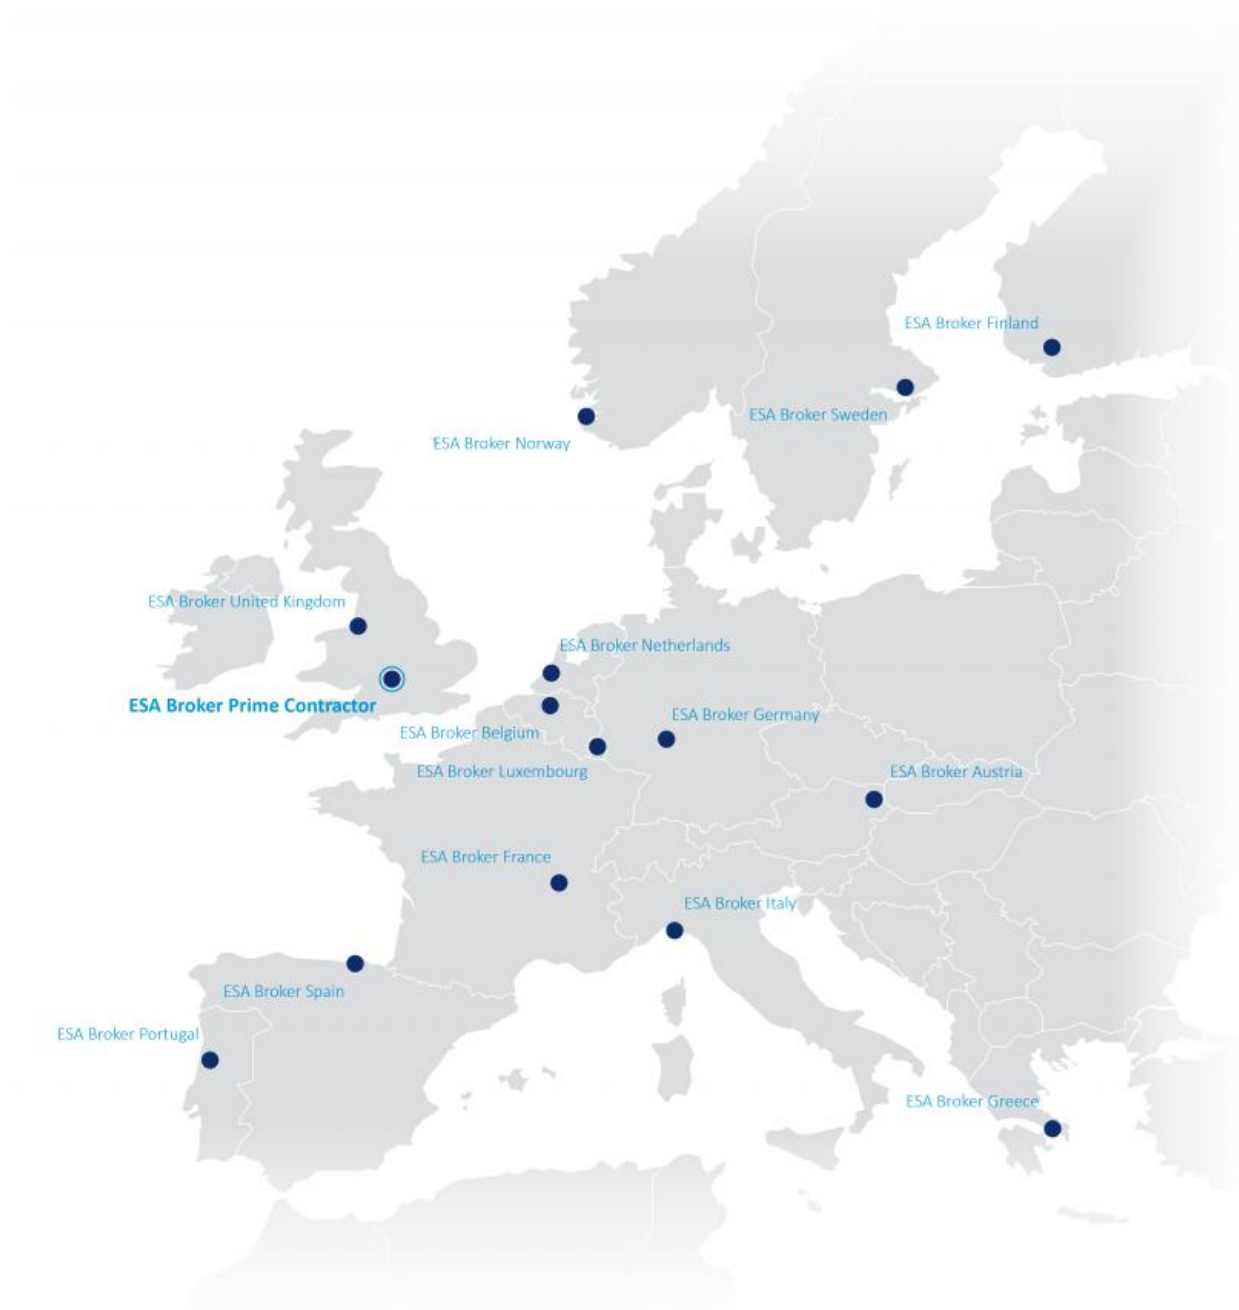 ESA Broker Finland
ESA Broker Sweden
ESA Broker Norway
ESA Broker United Kingdom
ESA Broker Netherlands
ESA Broker Prime Contractor
ESA Broker Germany
ESA Broker Belgium
ESA Broker Luxembourg
ESA Broker Austria
ESA Broker France
ESA Broker Italy
ESA Broker Spain
ESA Broker Portugal
ESA Broker Greece